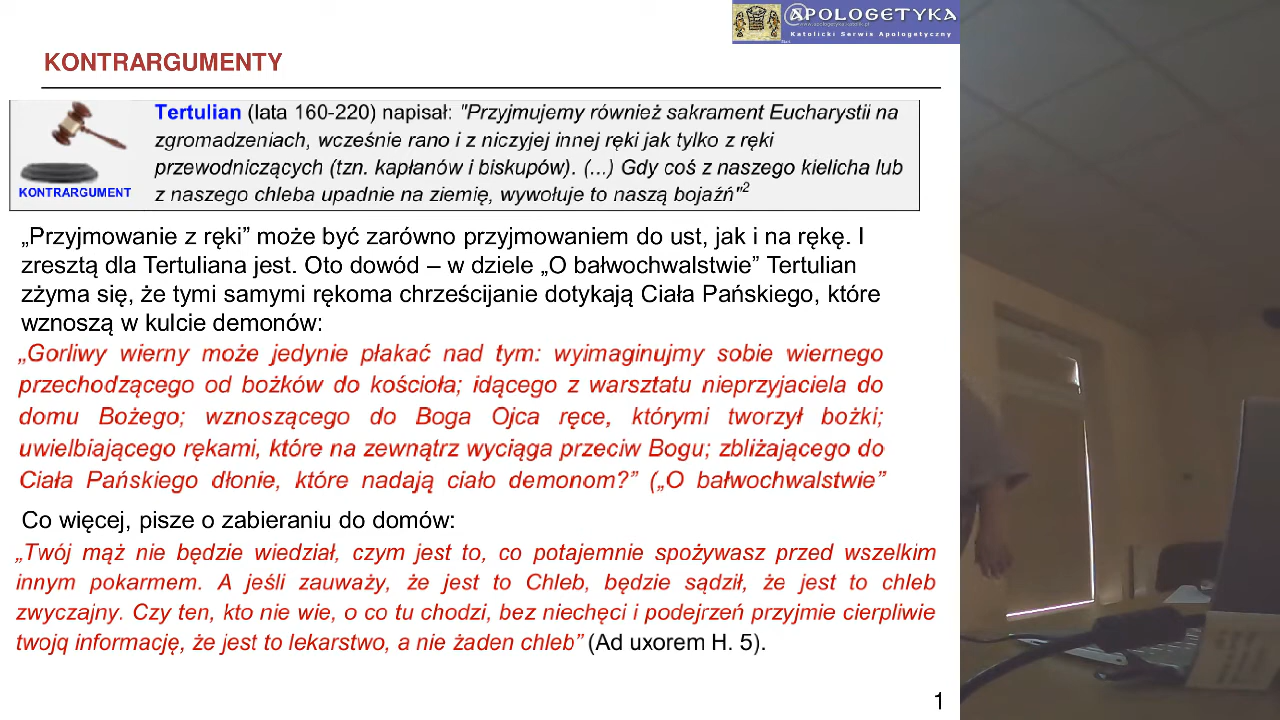 @APOLOGETYKA
Katolicki Serwis Apologetyczny
KONTRARGUMENTY
Tertulian (lata 160-220) napisał: "Przyjmujemy również sakrament Eucharystii na
zgromadzeniach, wcześnie rano i z niczyjej innej ręki jak tylko z ręki
przewodniczących (tzn. kapłanów i biskupów). (...) Gdy coś z naszego kielicha lub
z naszego chleba upadnie na ziemię, wywołuje to naszą bojaźń"2
KONTRARGUMENT
„Przyjmowanie z ręki” może być zarówno przyjmowaniem do ust, jak i na rękę. I
zresztą dla Tertuliana jest. Oto dowód – w dziele „O bałwochwalstwie” Tertulian
zżyma się, że tymi samymi rękoma chrześcijanie dotykają Ciała Pańskiego, które
wznoszą w kulcie demonów:
„Gorliwy wierny może jedynie płakać nad tym: wyimaginujmy sobie wiernego
przechodzącego od bożków do kościoła; idącego z warsztatu nieprzyjaciela do
domu Bożego; wznoszącego do Boga Ojca ręce, którymi tworzył bożki;
uwielbiającego rękami, które na zewnątrz wyciąga przeciw Bogu; zbliżającego do
Ciała Pańskiego dłonie, które nadają ciało demonom?” („O bałwochwalstwie”
Co więcej, pisze o zabieraniu do domów:
„Twój mąż nie będzie wiedział, czym jest to, co potajemnie spożywasz przed wszelkim
innym pokarmem. A jeśli zauważy, że jest to Chleb, będzie sądził, że jest to chleb
zwyczajny. Czy ten, kto nie wie, o co tu chodzi, bez niechęci i podejrzeń przyjmie cierpliwie
twoją informację, że jest to lekarstwo, a nie żaden chleb” (Ad uxorem H. 5).
1